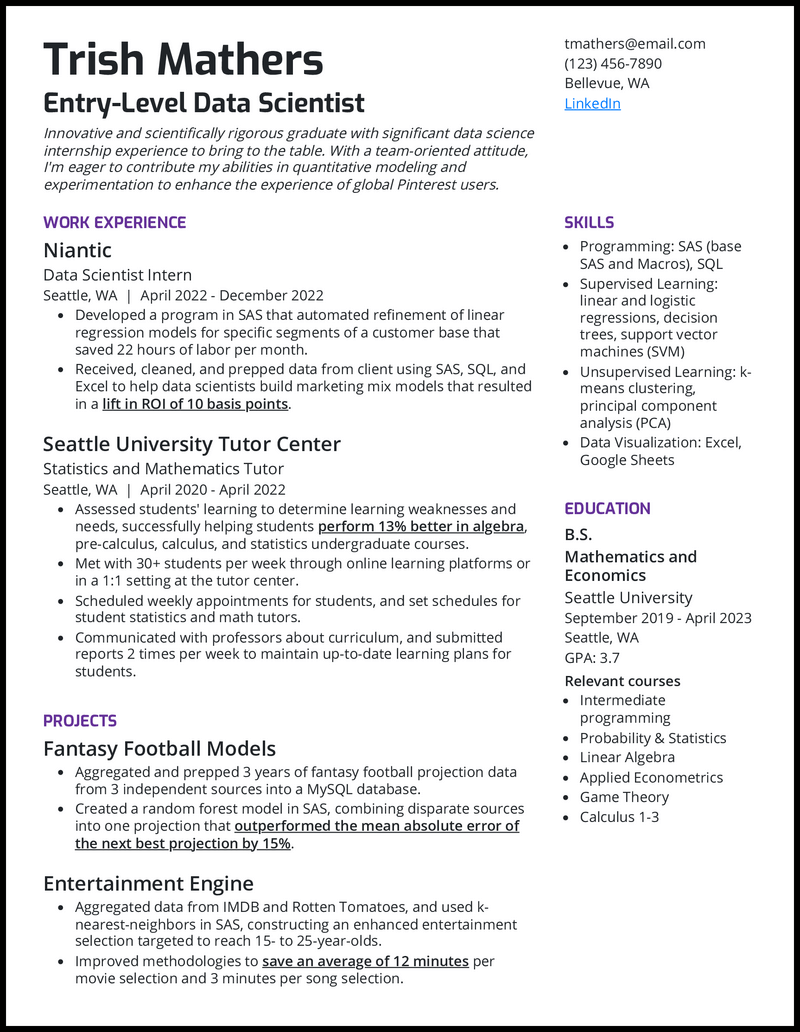 Trish Mathers
Entry-Level Data Scientist
Innovative and scientifically rigorous graduate with significant data science
internship experience to bring to the table. With a team-oriented attitude,
I'm eager to contribute my abilities in quantitative modeling and
experimentation to enhance the experience of global Pinterest users.
tmathers@email.com
(123) 456-7890
Bellevue, WA
LinkedIn
WORK EXPERIENCE
Niantic
Data Scientist Intern
Seattle, WA | April 2022 - December 2022
• Developed a program in SAS that automated refinement of linear
regression models for specific segments of a customer base that
saved 22 hours of labor per month.
• Received, cleaned, and prepped data from client using SAS, SQL, and
Excel to help data scientists build marketing mix models that resulted
in a lift in ROI of 10 basis points.
Seattle University Tutor Center
Statistics and Mathematics Tutor
Seattle, WA | April 2020 - April 2022
• Assessed students' learning to determine learning weaknesses and
needs, successfully helping students perform 13% better in algebra,
pre-calculus, calculus, and statistics undergraduate courses.
• Met with 30+ students per week through online learning platforms or
in a 1:1 setting at the tutor center.
• Scheduled weekly appointments for students, and set schedules for
student statistics and math tutors.
• Communicated with professors about curriculum, and submitted
reports 2 times per week to maintain up-to-date learning plans for
students.
PROJECTS
Fantasy Football Models
• Aggregated and prepped 3 years of fantasy football projection data
from 3 independent sources into a MySQL database.
• Created a random forest model in SAS, combining disparate sources
into one projection that outperformed the mean absolute error of
the next best projection by 15%.
Entertainment Engine
• Aggregated data from IMDB and Rotten Tomatoes, and used k-
nearest-neighbors in SAS, constructing an enhanced entertainment
selection targeted to reach 15- to 25-year-olds.
• Improved methodologies to save an average of 12 minutes per
movie selection and 3 minutes per song selection.
SKILLS
• Programming: SAS (base
SAS and Macros), SQL
• Supervised Learning:
linear and logistic
regressions, decision
trees, support vector
machines (SVM)
• Unsupervised Learning: k-
means clustering,
principal component
analysis (PCA)
• Data Visualization: Excel,
Google Sheets
EDUCATION
B.S.
Mathematics and
Economics
Seattle University
September 2019 - April 2023
Seattle, WA
GPA: 3.7
Relevant courses
• Intermediate
programming
• Probability & Statistics
• Linear Algebra
• Applied Econometrics
• Game Theory
• Calculus 1-3